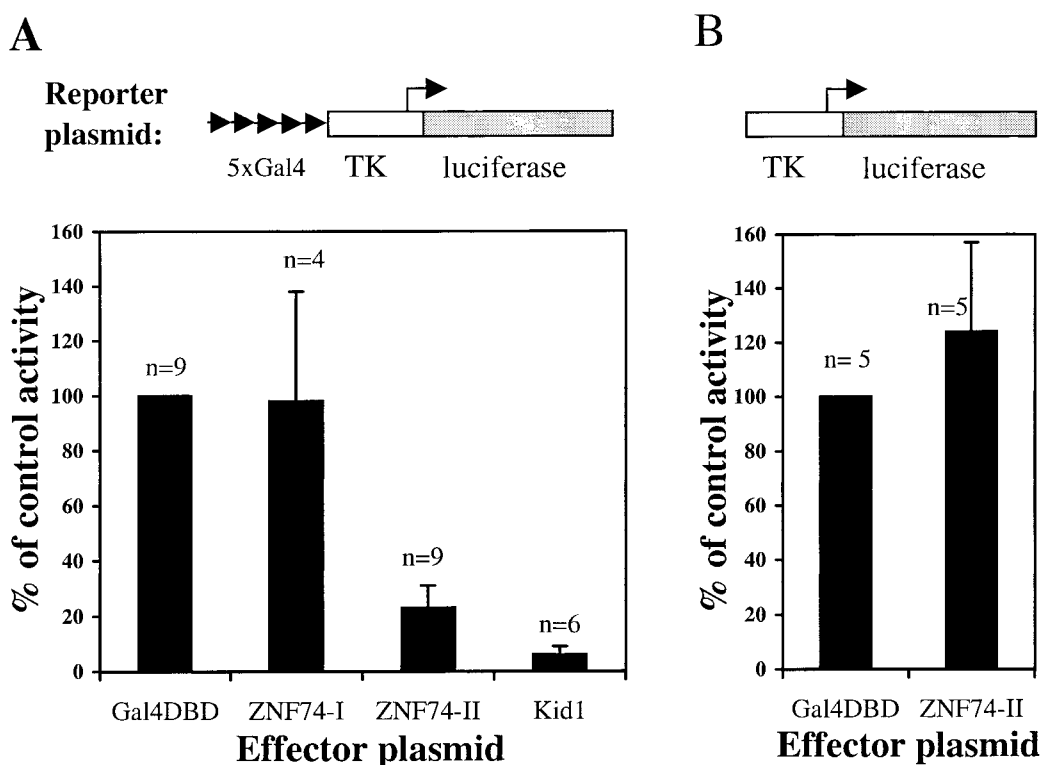 A
Reporter
plasmid:
5xGal4
TK
luciferase
% of control activity
160
140
120
100
80
60
40
20
0
n=9
n=4
n=9
n=6
Gal4DBD
ZNF74-I
ZNF74-II
Kid1
Effector plasmid
B
TK
luciferase
% of control activity
160
140
120
100
80
60
40
20
0
n= 5
n=5
Gal4DBD
ZNF74-II
Effector plasmid